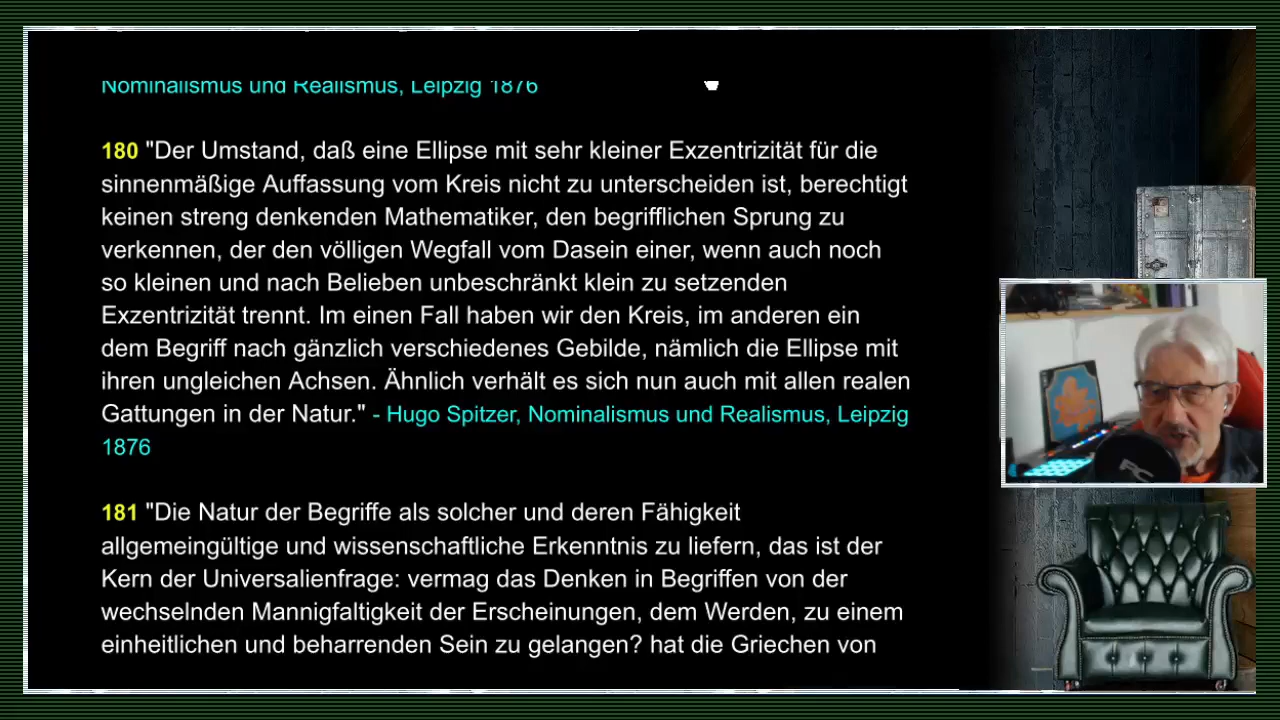 Nominalismus und Realismus, Leipzig 1876
180 "Der Umstand, daß eine Ellipse mit sehr kleiner Exzentrizität für die
sinnenmäßige Auffassung vom Kreis nicht zu unterscheiden ist, berechtigt
keinen streng denkenden Mathematiker, den begrifflichen Sprung zu
verkennen, der den völligen Wegfall vom Dasein einer, wenn auch noch
so kleinen und nach Belieben unbeschränkt klein zu setzenden
Exzentrizität trennt. Im einen Fall haben wir den Kreis, im anderen ein
dem Begriff nach gänzlich verschiedenes Gebilde, nämlich die Ellipse mit
ihren ungleichen Achsen. Ähnlich verhält es sich nun auch mit allen realen
Gattungen in der Natur." - Hugo Spitzer, Nominalismus und Realismus, Leipzig
1876
181 "Die Natur der Begriffe als solcher und deren Fähigkeit
allgemeingültige und wissenschaftliche Erkenntnis zu liefern, das ist der
Kern der Universalienfrage: vermag das Denken in Begriffen von der
wechselnden Mannigfaltigkeit der Erscheinungen, dem Werden, zu einem
einheitlichen und beharrenden Sein zu gelangen? hat die Griechen von